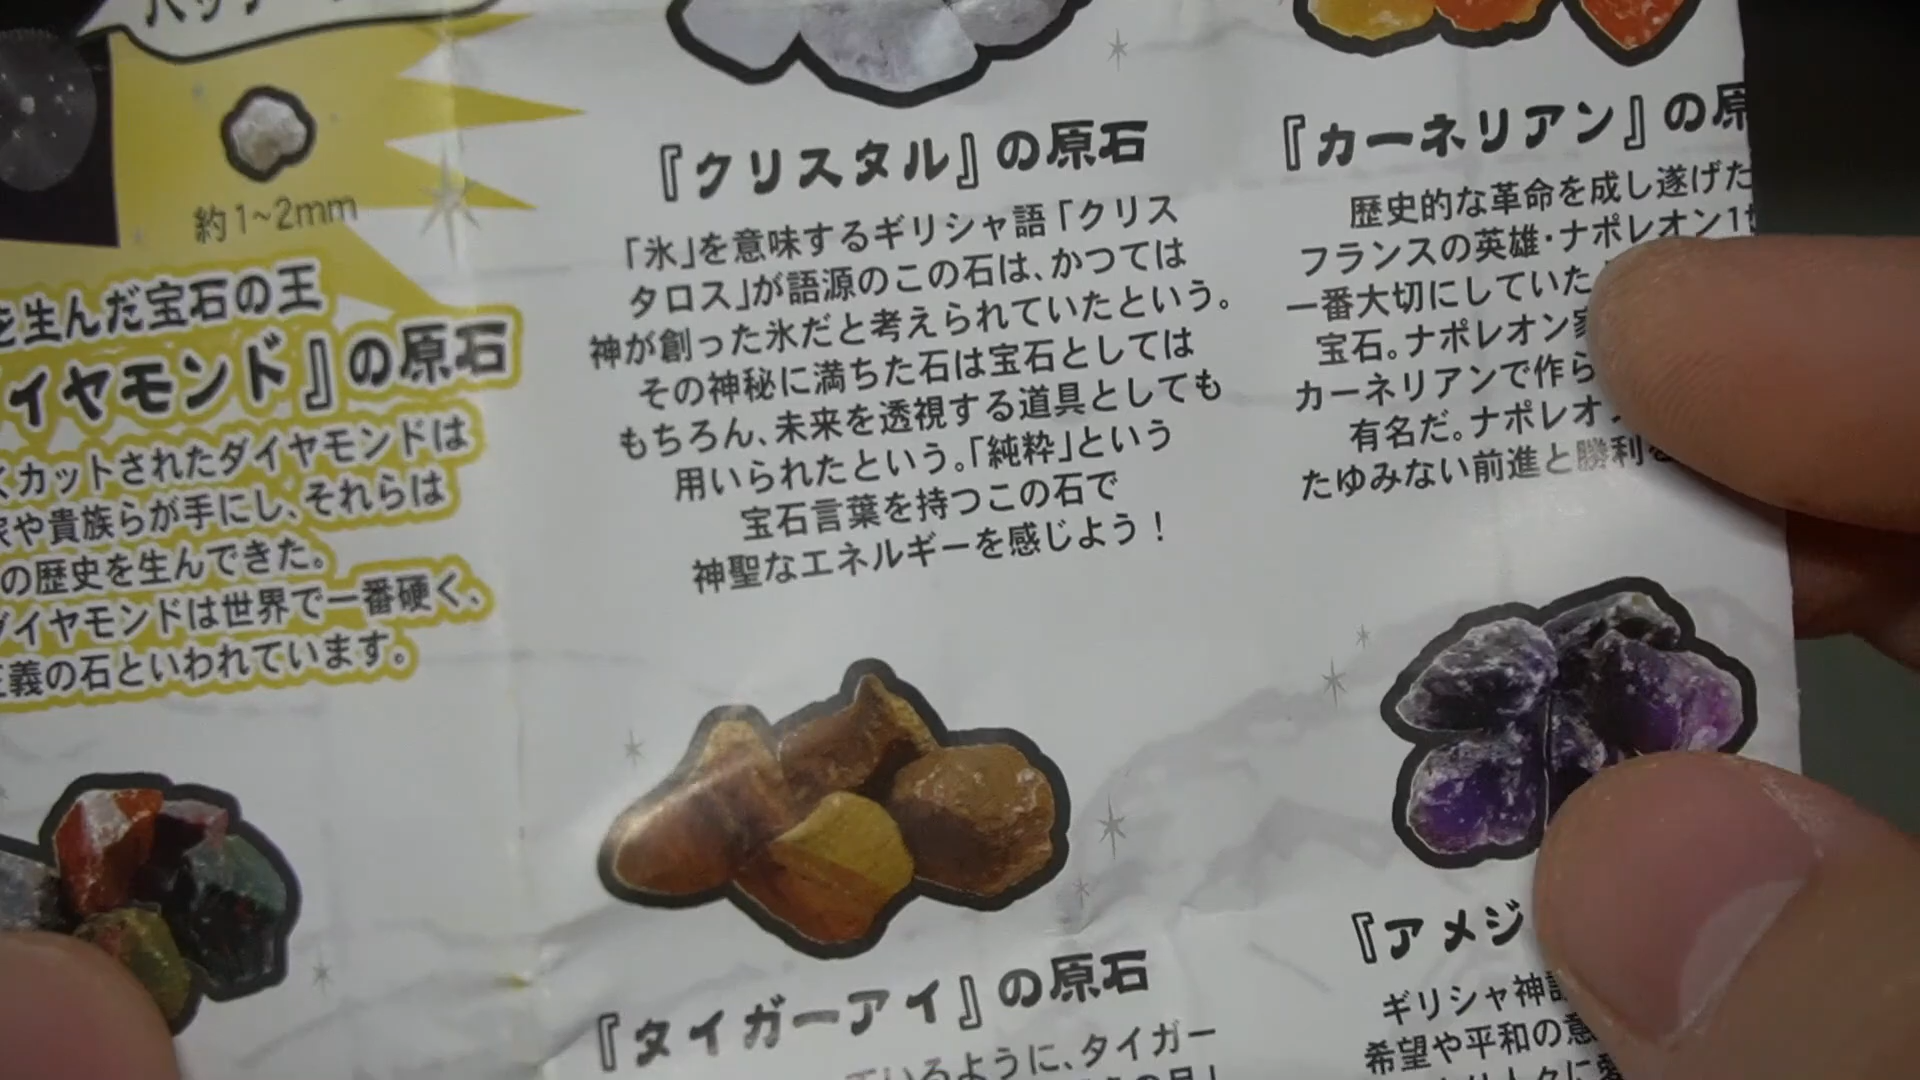 約1~2mm
を生んだ宝石の王
イヤモンド』の原石
くカットされたダイヤモンドは
家や貴族らが手にし、それらは
の歴史を生んできた。
ダイヤモンドは世界で一番硬く、
正義の石といわれています。
『クリスタル』の原石
「氷」を意味するギリシャ語「クリス
タロス」が語源のこの石は、かつては
神が創った氷だと考えられていたという。
その神秘に満ちた石は宝石としては
もちろん、未来を透視する道具としても
用いられたという。「純粋」という
宝石言葉を持つこの石で
神聖なエネルギーを感じよう!
『カーネリアン』の原
歴史的な革命を成し遂げた
フランスの英雄・ナポレオン1
一番大切にしていた
宝石。ナポレオン家
カーネリアンで作ら
有名だ。ナポレオ
たゆみない前進と勝利を
『タイガーアイ』の原石
ているように、タイガー
『アメジ
ギリシャ神
希望や平和の意